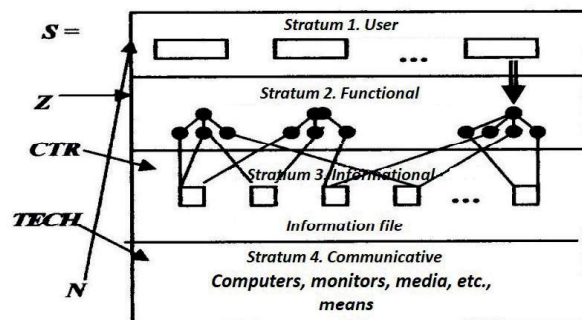 S =
Stratum 1. User
...
Z
Stratum 2. Functional
CTR
Stratium 3. Informational
...
TECH
Information file
N
Stratum 4. Communicative
Computers, monitors, media, etc.,
means